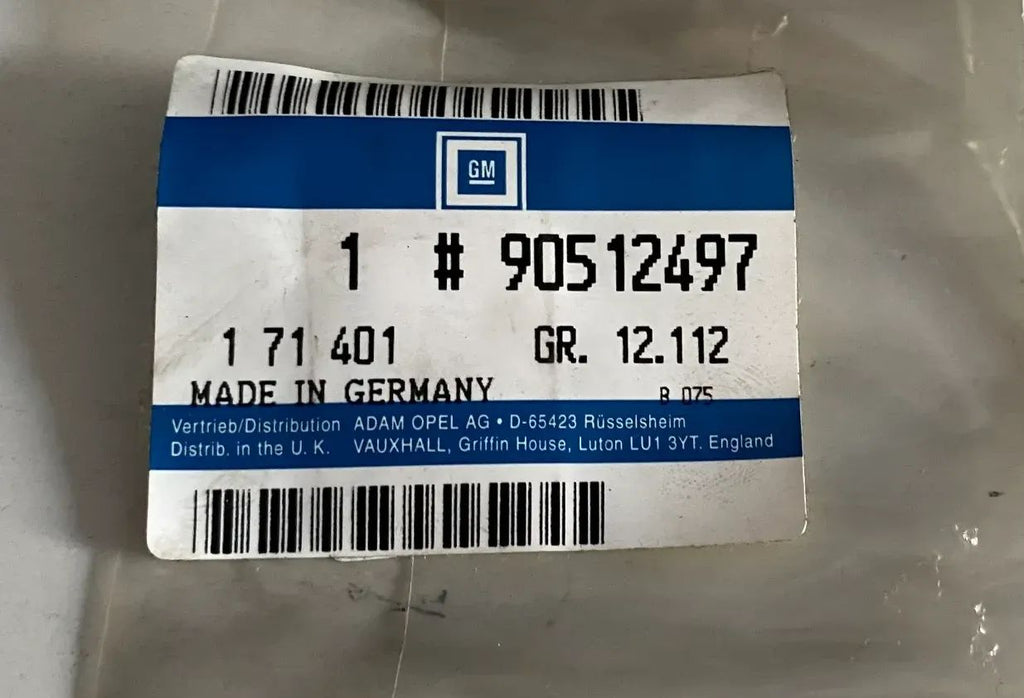 GM
1 # 90512497
1 71 401 GR. 12.112
MADE IN GERMANY B 075
Vertrieb/Distribution ADAM OPEL AG • D-65423 Rüsselsheim
Distrib. in the U. K. VAUXHALL, Griffin House, Luton LU1 3YT. England